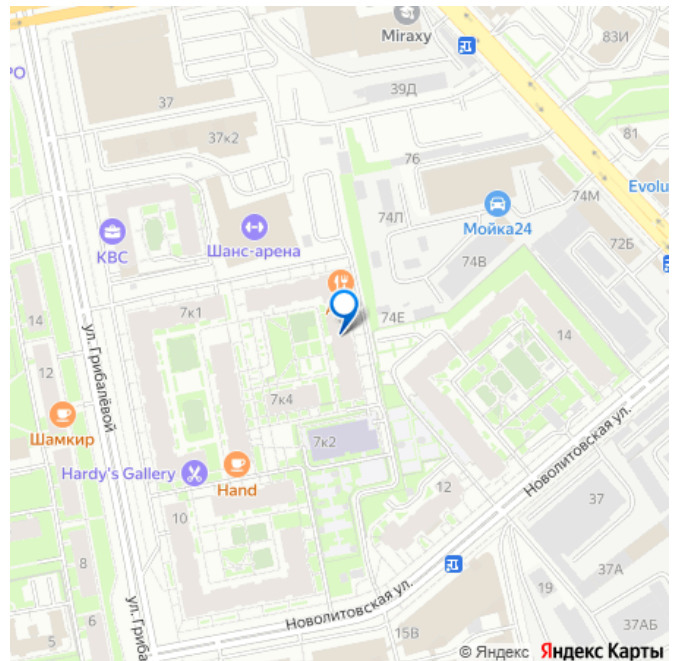 Miraxy
83И
РО
37
39Д
37к2
76
81
Evolu
74М
74Л
КВС
Шанс-арена
Мойка24
74В
72Б
7к1
74Е
14
14
12
ул. Грибалёвой
7к4
Шамкир
7к2
Hardy's Gallery
Hand
12
Новолитовская ул.
37
10
8
37А
ул. Гриба
19
Новолитовская ул.
5
6
15В
37АБ
© Яндекс Яндекс Карты